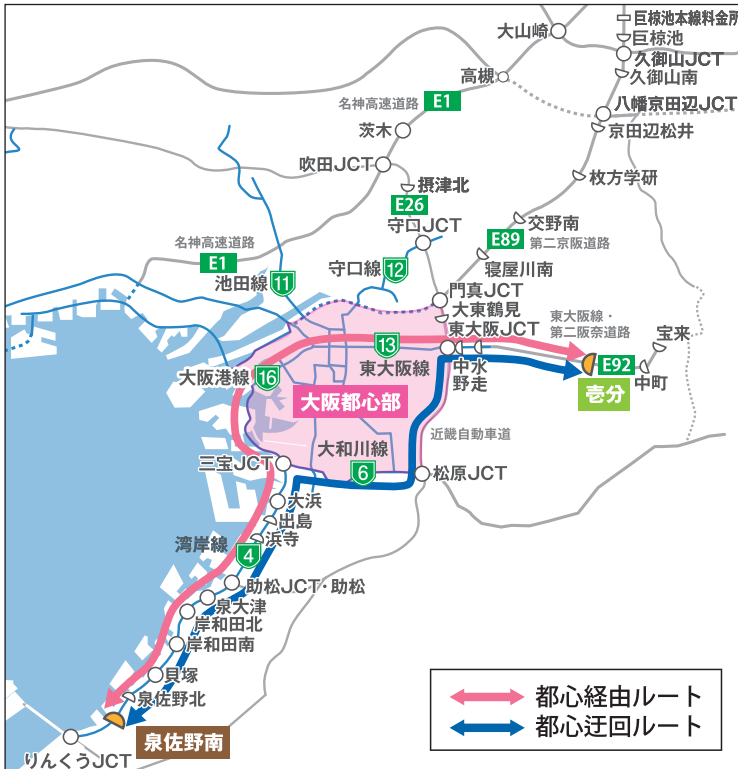 巨椋池本線料金所
大山崎
巨椋池
久御山JCT
高槻
久御山南
名神高速道路
E1
八幡京田辺JCT
茨木
京田辺松井
吹田JCT
摂津北
枚方学研
E26
守口JCT
交野南
E89
第二京阪道路
名神高速道路
E1
守口線
12
寝屋川南
池田線
11
門真JCT
大東鶴見
東大阪線・
第二阪奈道路
東大阪JCT
宝来
13
東大阪線
中
野
水
走
E92
中町
大阪港線
16
壱分
大阪都心部
近畿自動車道
大和川線
6
三宝JCT
松原JCT
大浜
出島
浜寺
湾岸線
4
助松JCT・助松
泉大津
岸和田北
岸和田南
貝塚
泉佐野北
泉佐野南
りんくうJCT
都心経由ルート
都心迂回ルート